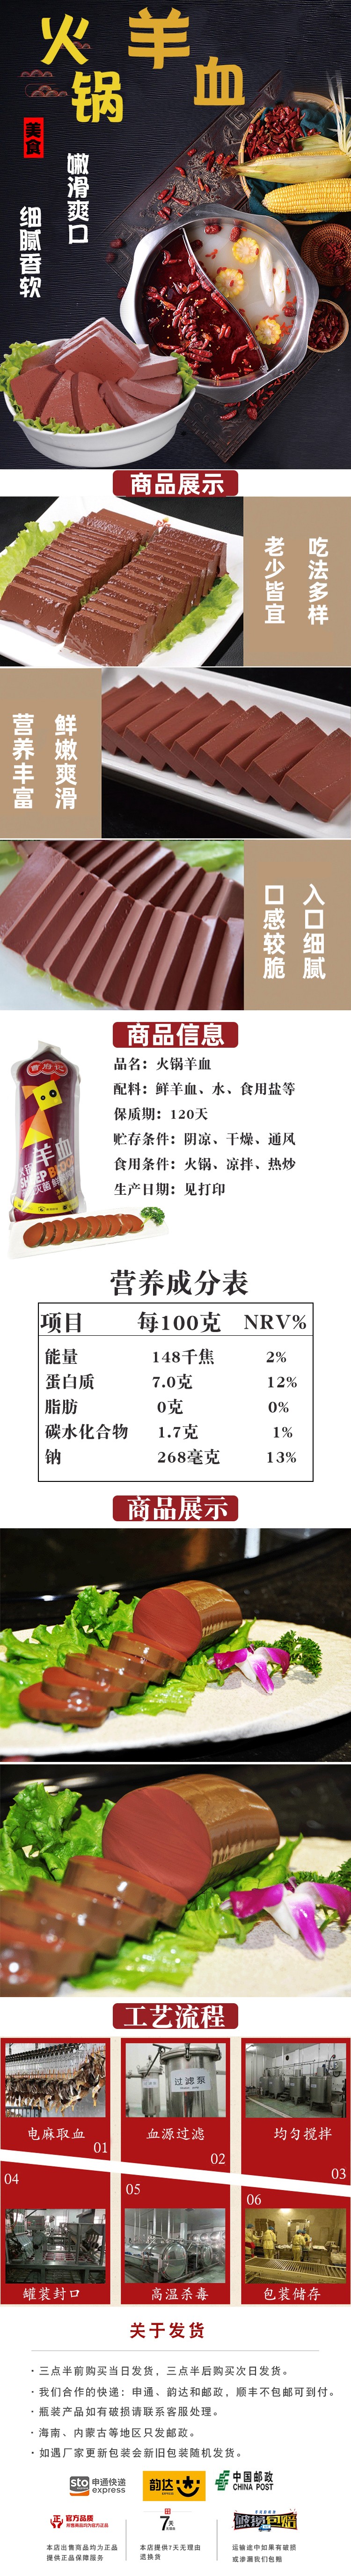 火锅
羊血
美食
嫩滑爽口
细腻香软
商品展示
吃法多样
老少皆宜
鲜嫩爽滑
营养丰富
入口细腻
口感较脆
商品信息
品名：火锅羊血
配料：鲜羊血、水、食用盐等
保质期：120天
贮存条件：阴凉、干燥、通风
食用条件：火锅、凉拌、热炒
生产日期：见打印
羊血
营养成分表
项目 每100克 NRV%
能量 148千焦 2%
蛋白质 7.0克 12%
脂肪 0克 0%
碳水化合物 1.7克 1%
钠 268毫克 13%
商品展示
工艺流程
过滤泵
电麻取血 01
血源过滤 02
均匀搅拌 03
04 罐装封口
05 高温杀毒
06 包装储存
关于发货
· 三点半前购买当日发货，三点半后购买次日发货。
· 我们合作的快递：申通、韵达和邮政，顺丰不包邮可到付。
· 瓶装产品如有破损请联系客服处理。
· 海南、内蒙古等地区只发邮政。
· 如遇厂家更新包装会新旧包装随机发货。
sto 申通快递
express
韵达
中国邮政
CHINA POST
官方品质
所售商品均为官方正品
7天
破损包赔
本店出售商品均为正品
提供正品保障服务
本店提供7天无理由
退换货
运输途中如果有破损
或渗漏我们包赔